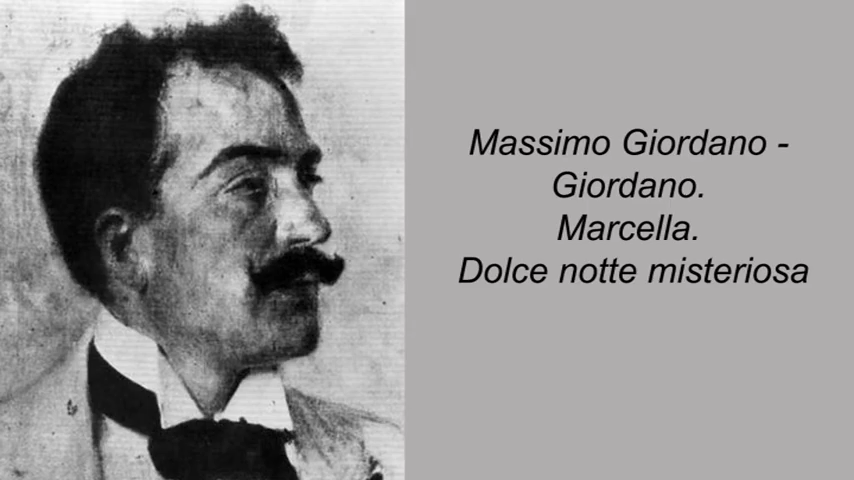 Massimo Giordano -
Giordano.
Marcella.
Dolce notte misteriosa